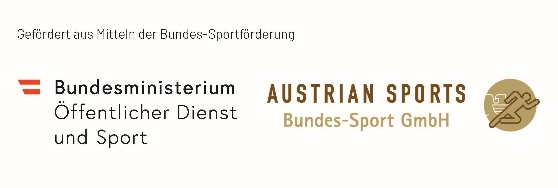 Gefördert aus Mitteln der Bundes-Sportförderung
Bundesministerium
Öffentlicher Dienst
und Sport
AUSTRIAN SPORTS
Bundes-Sport GmbH